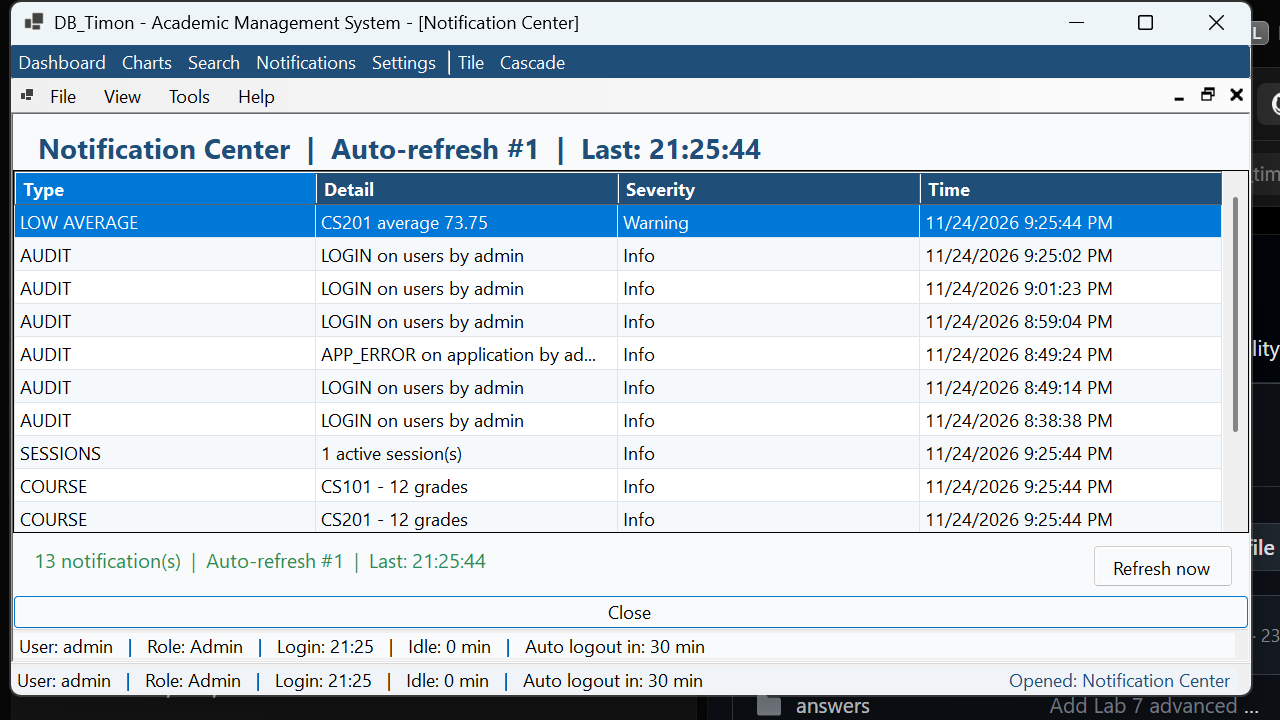 DB_Timon - Academic Management System - [Notification Center]
L
Dashboard Charts Search Notifications Settings | Tile Cascade
File View Tools Help
Notification Center | Auto-refresh #1 | Last: 21:25:44
Type Detail Severity Time
LOW AVERAGE CS201 average 73.75 Warning 11/24/2026 9:25:44 PM
AUDIT LOGIN on users by admin Info 11/24/2026 9:25:02 PM
AUDIT LOGIN on users by admin Info 11/24/2026 9:01:23 PM
AUDIT LOGIN on users by admin Info 11/24/2026 8:59:04 PM
AUDIT APP_ERROR on application by ad... Info 11/24/2026 8:49:24 PM
AUDIT LOGIN on users by admin Info 11/24/2026 8:49:14 PM
AUDIT LOGIN on users by admin Info 11/24/2026 8:38:38 PM
SESSIONS 1 active session(s) Info 11/24/2026 9:25:44 PM
COURSE CS101 - 12 grades Info 11/24/2026 9:25:44 PM
COURSE CS201 - 12 grades Info 11/24/2026 9:25:44 PM
13 notification(s) | Auto-refresh #1 | Last: 21:25:44
Refresh now
Close
User: admin | Role: Admin | Login: 21:25 | Idle: 0 min | Auto logout in: 30 min
User: admin | Role: Admin | Login: 21:25 | Idle: 0 min | Auto logout in: 30 min Opened: Notification Center
answers Add Lab 7 advanced ...